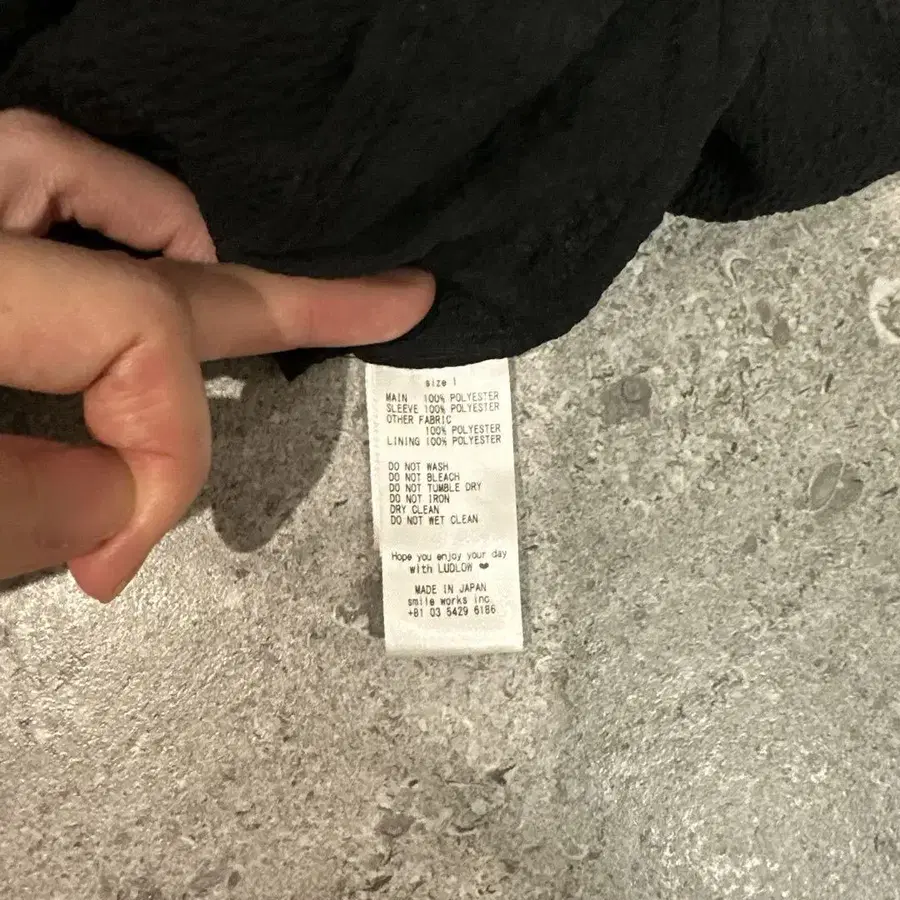 size 1
MAIN 100% POLYESTER
SLEEVE 100% POLYESTER
OTHER FABRIC
100% POLYESTER
LINING 100% POLYESTER
DO NOT WASH
DO NOT BLEACH
DO NOT TUMBLE DRY
DO NOT IRON
DRY CLEAN
DO NOT WET CLEAN
Hope you enjoy your day
with LUDLOW ❤
MADE IN JAPAN
smile works inc.
+81 03 5429 6186